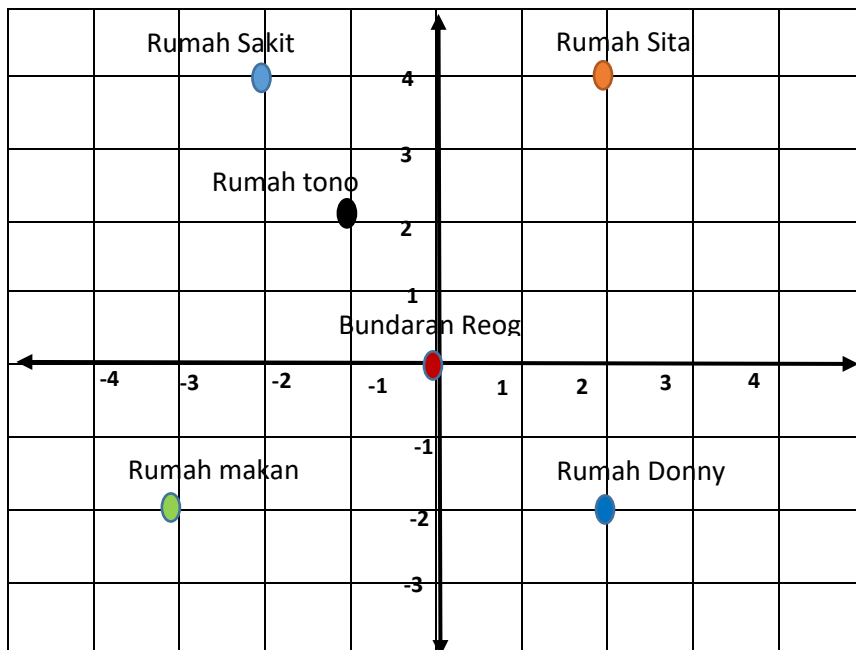 Rumah Sakit
Rumah Sita
4
3
Rumah tono
2
1
Bundaran Reog
-4 -3 -2 -1 1 2 3 4
-1
Rumah makan
Rumah Donny
-2
-3